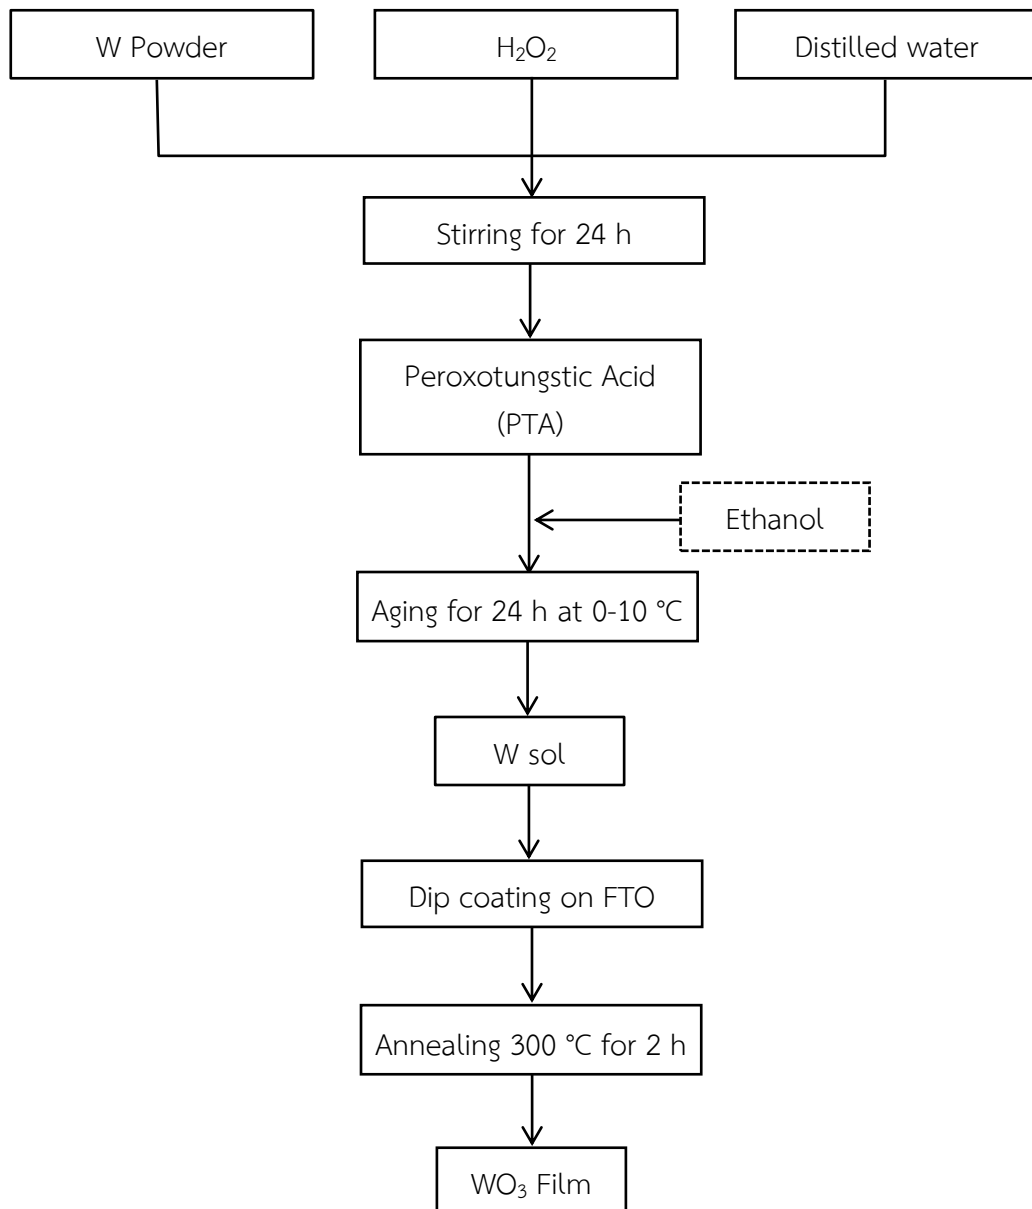 W Powder
H₂O₂
Distilled water
Stirring for 24 h
Peroxotungstic Acid
(PTA)
Ethanol
Aging for 24 h at 0-10 °C
W sol
Dip coating on FTO
Annealing 300 °C for 2 h
WO₃ Film